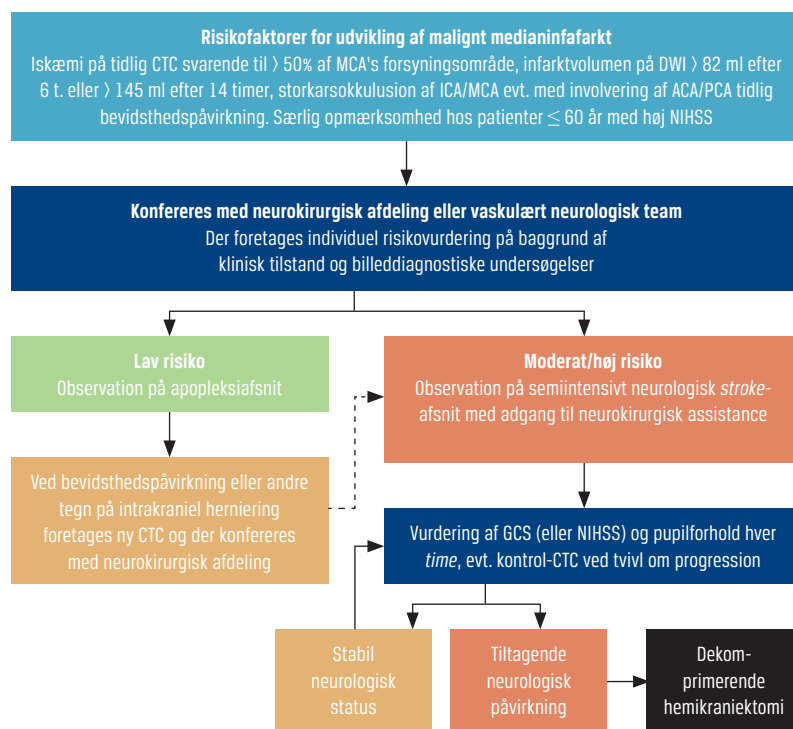 Risikofaktorer for udvikling af malignt medianinfafarkt
Iskæmi på tidlig CTC svarende til > 50% af MCA's forsyningsområde, infarktvolumen på DWI > 82 ml efter
6 t. eller > 145 ml efter 14 timer, storkarsokkulusion af ICA/MCA evt. med involvering af ACA/PCA tidlig
bevidsthedspåvirkning. Særlig opmærksomhed hos patienter ≤ 60 år med høj NIHSS
Konfereres med neurokirurgisk afdeling eller vaskulært neurologisk team
Der foretages individuel risikovurdering på baggrund af
klinisk tilstand og billeddiagnostiske undersøgelser
Lav risiko
Observation på apopleksiafsnit
Moderat/høj risiko
Observation på semiintensivt neurologisk stroke-
afsnit med adgang til neurokirurgisk assistance
Ved bevidsthedspåvirkning eller andre
tegn på intrakraniel herniering
foretages ny CTC og der konfereres
med neurokirurgisk afdeling
Vurdering af GCS (eller NIHSS) og pupilforhold hver
time, evt. kontrol-CTC ved tvivl om progression
Stabil
neurologisk
status
Tiltagende
neurologisk
påvirkning
Dekom-
primerende
hemikraniektomi